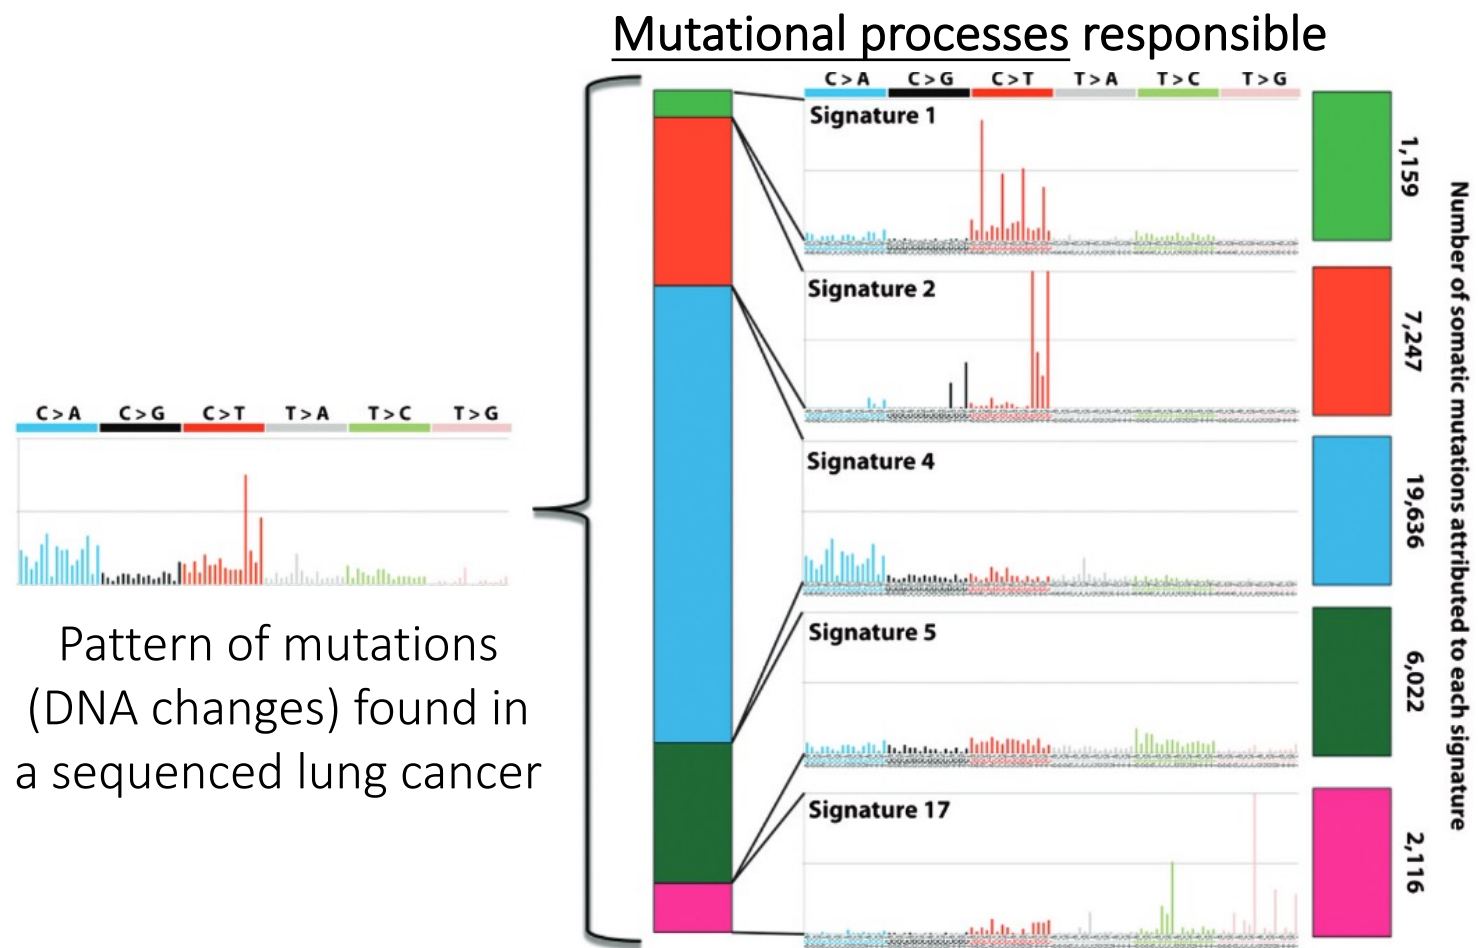 Mutational processes responsible
C > A C > G C > T T > A T > C T > G
Signature 1
1,159
Signature 2
7,247
Signature 4
19,636
Signature 5
6,022
Signature 17
2,116
Number of somatic mutations attributed to each signature
C > A C > G C > T T > A T > C T > G
Pattern of mutations
(DNA changes) found in
a sequenced lung cancer